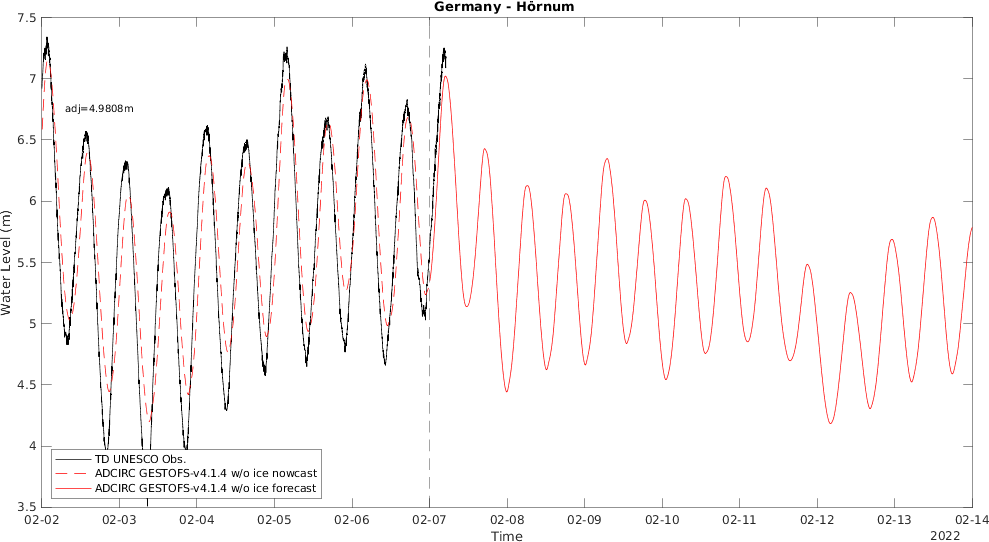 Germany - Hörnum
7.5
7
6.5
6
5.5
5
4.5
4
3.5
Water Level (m)
adj=4.9808m
TD UNESCO Obs.
ADCIRC GESTOFS-v4.1.4 w/o ice nowcast
ADCIRC GESTOFS-v4.1.4 w/o ice forecast
02-02 02-03 02-04 02-05 02-06 02-07 02-08 02-09 02-10 02-11 02-12 02-13 02-14
Time
2022